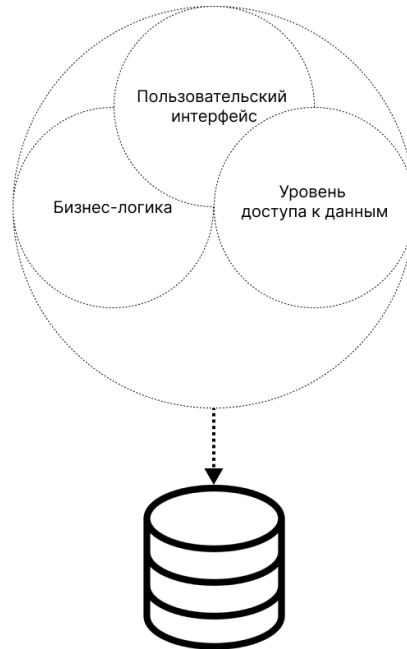 Пользовательский
интерфейс
Бизнес-логика
Уровень
доступа к данным